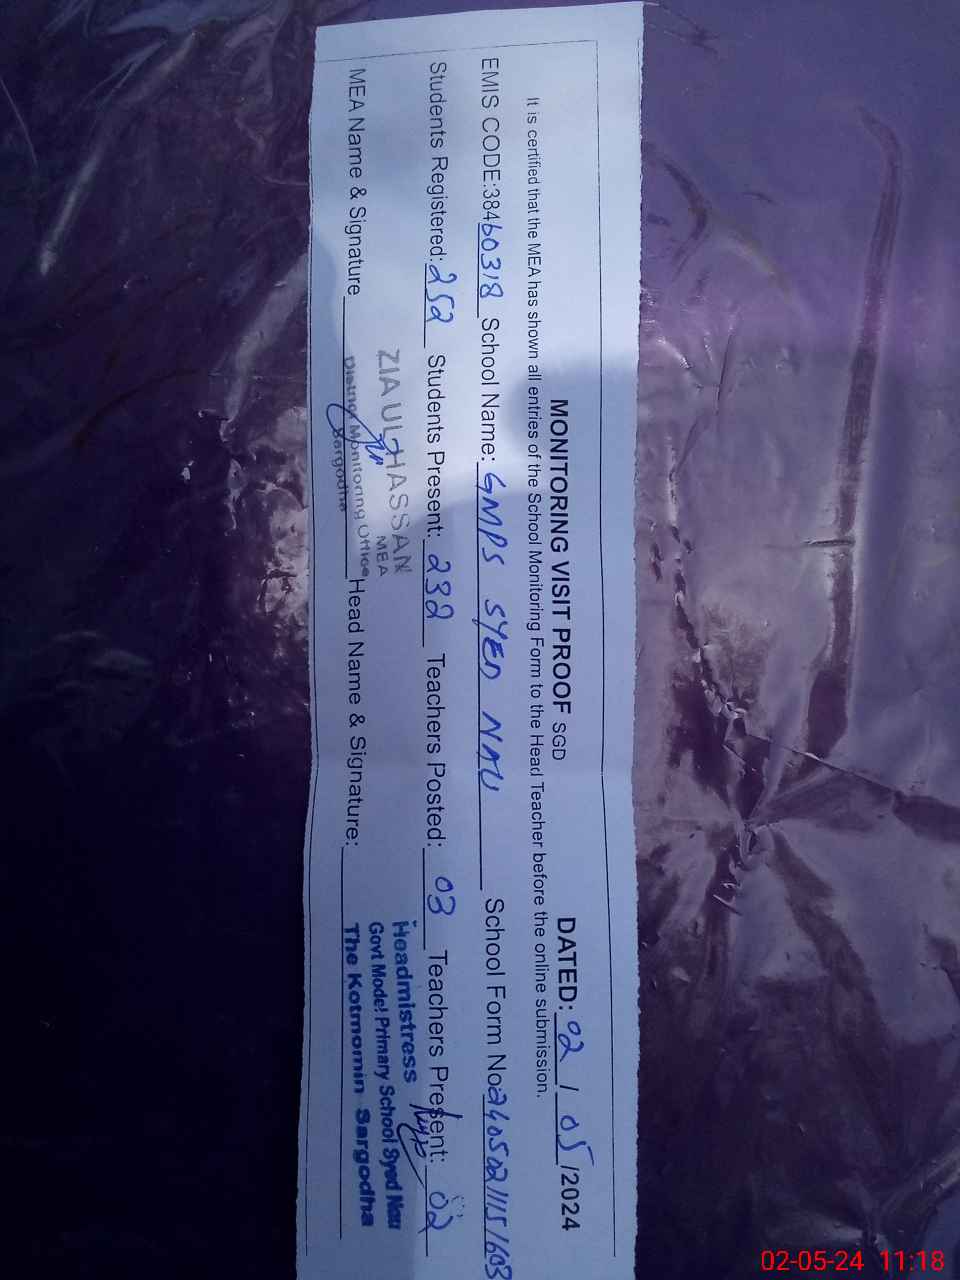 MONITORING VISIT PROOF SGD DATED: 02 / 05 /2024
It is certified that the MEA has shown all entries of the School Monitoring Form to the Head Teacher before the online submission.
EMIS CODE:38460318 School Name: GMPS SYED NAU School Form No:24050211151603
Students Registered: 252 Students Present: 232 Teachers Posted: 03 Teachers Present: 02
MEA Name & Signature Head Name & Signature:
ZIA UL HASSAN
MEA
District Monitoring Office
Sargodha
Headmistress
Govt Model Primary School Syed Nau
The Kotmomin Sargodha
02-05-24 11:18